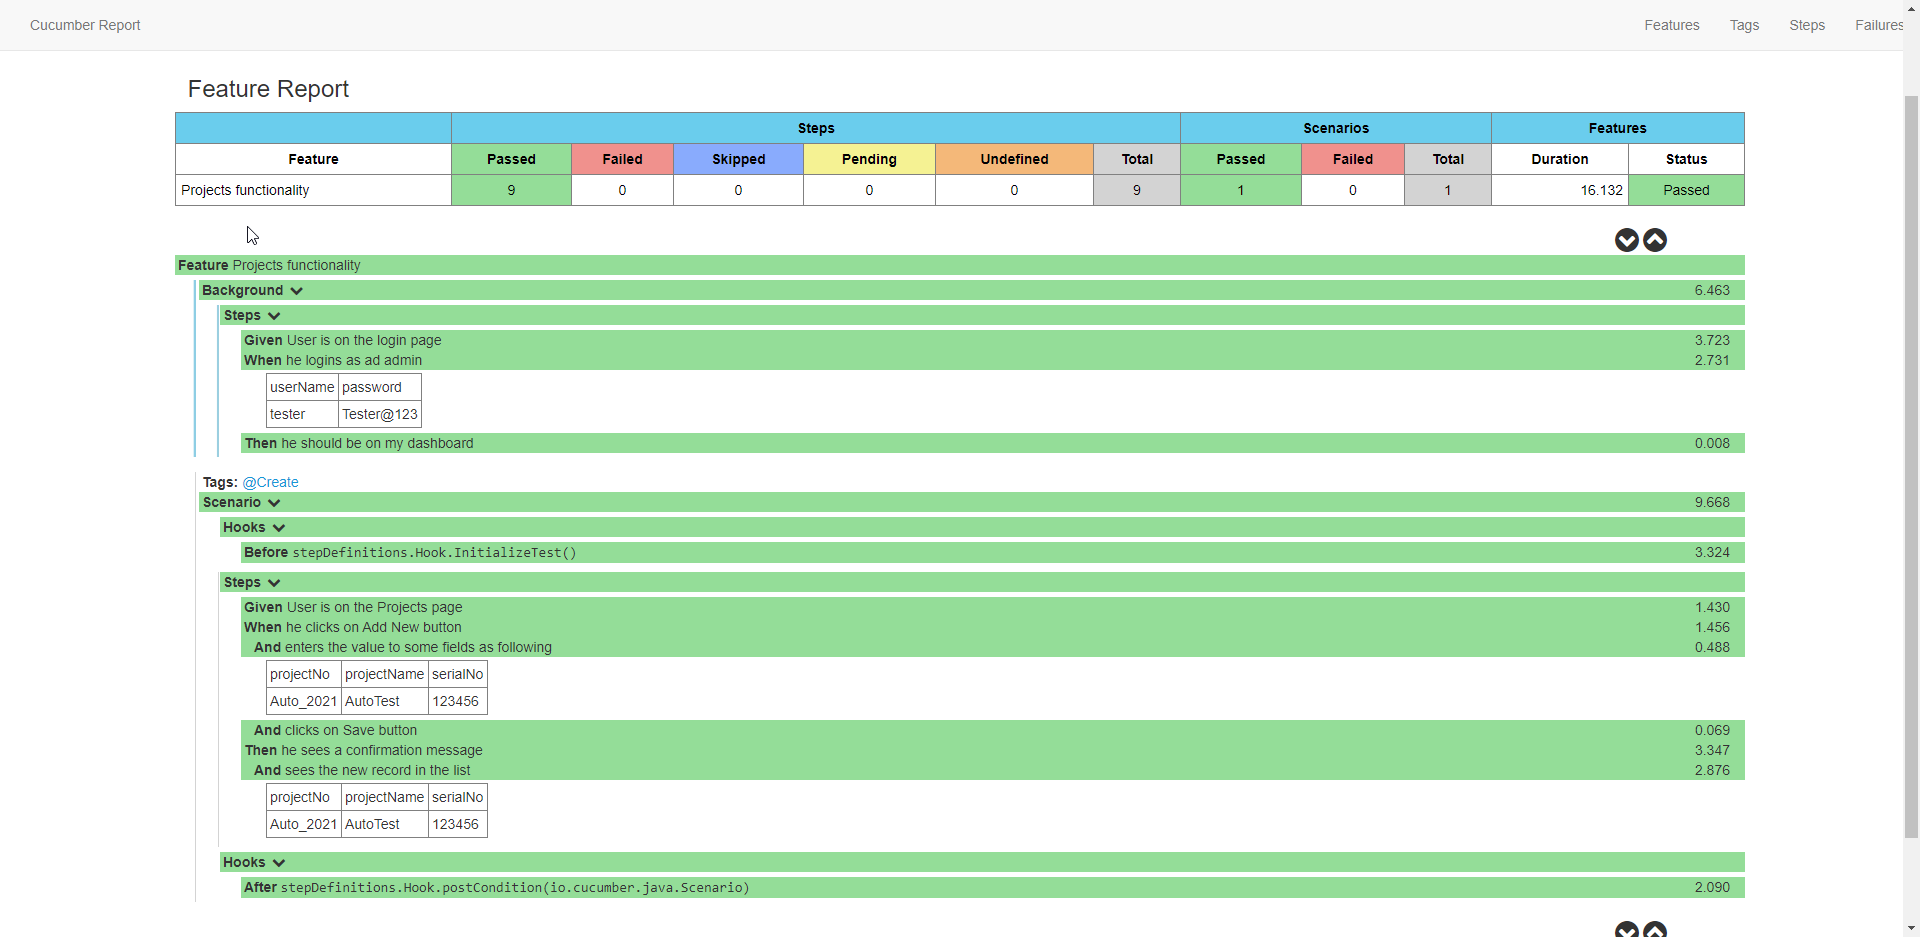 Cucumber Report Features Tags Steps Failures
Feature Report
Steps Scenarios Features
Feature Passed Failed Skipped Pending Undefined Total Passed Failed Total Duration Status
Projects functionality 9 0 0 0 0 9 1 0 1 16.132 Passed
Feature Projects functionality
Background 6.463
Steps
Given User is on the login page 3.723
When he logins as ad admin 2.731
userName password
tester Tester@123
Then he should be on my dashboard 0.008
Tags: @Create
Scenario 9.668
Hooks
Before stepDefinitions.Hook.InitializeTest() 3.324
Steps
Given User is on the Projects page 1.430
When he clicks on Add New button 1.456
And enters the value to some fields as following 0.488
projectNo projectName serialNo
Auto_2021 AutoTest 123456
And clicks on Save button 0.069
Then he sees a confirmation message 3.347
And sees the new record in the list 2.876
projectNo projectName serialNo
Auto_2021 AutoTest 123456
Hooks
After stepDefinitions.Hook.postCondition(io.cucumber.java.Scenario) 2.090